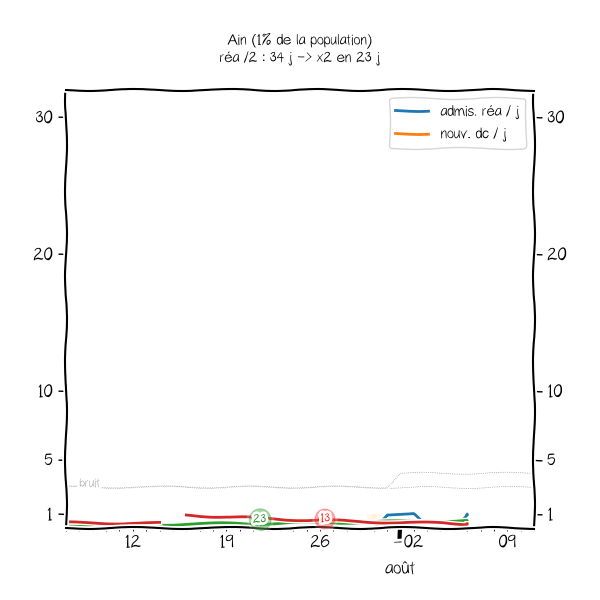 Ain (1% de la population)
réa /2 : 34 j -> x2 en 23 j
admis. réa / j
nouv. dc / j
30
30
20
20
10
10
5
5
bruit
1
23
13
1
12
19
26
-02
09
août